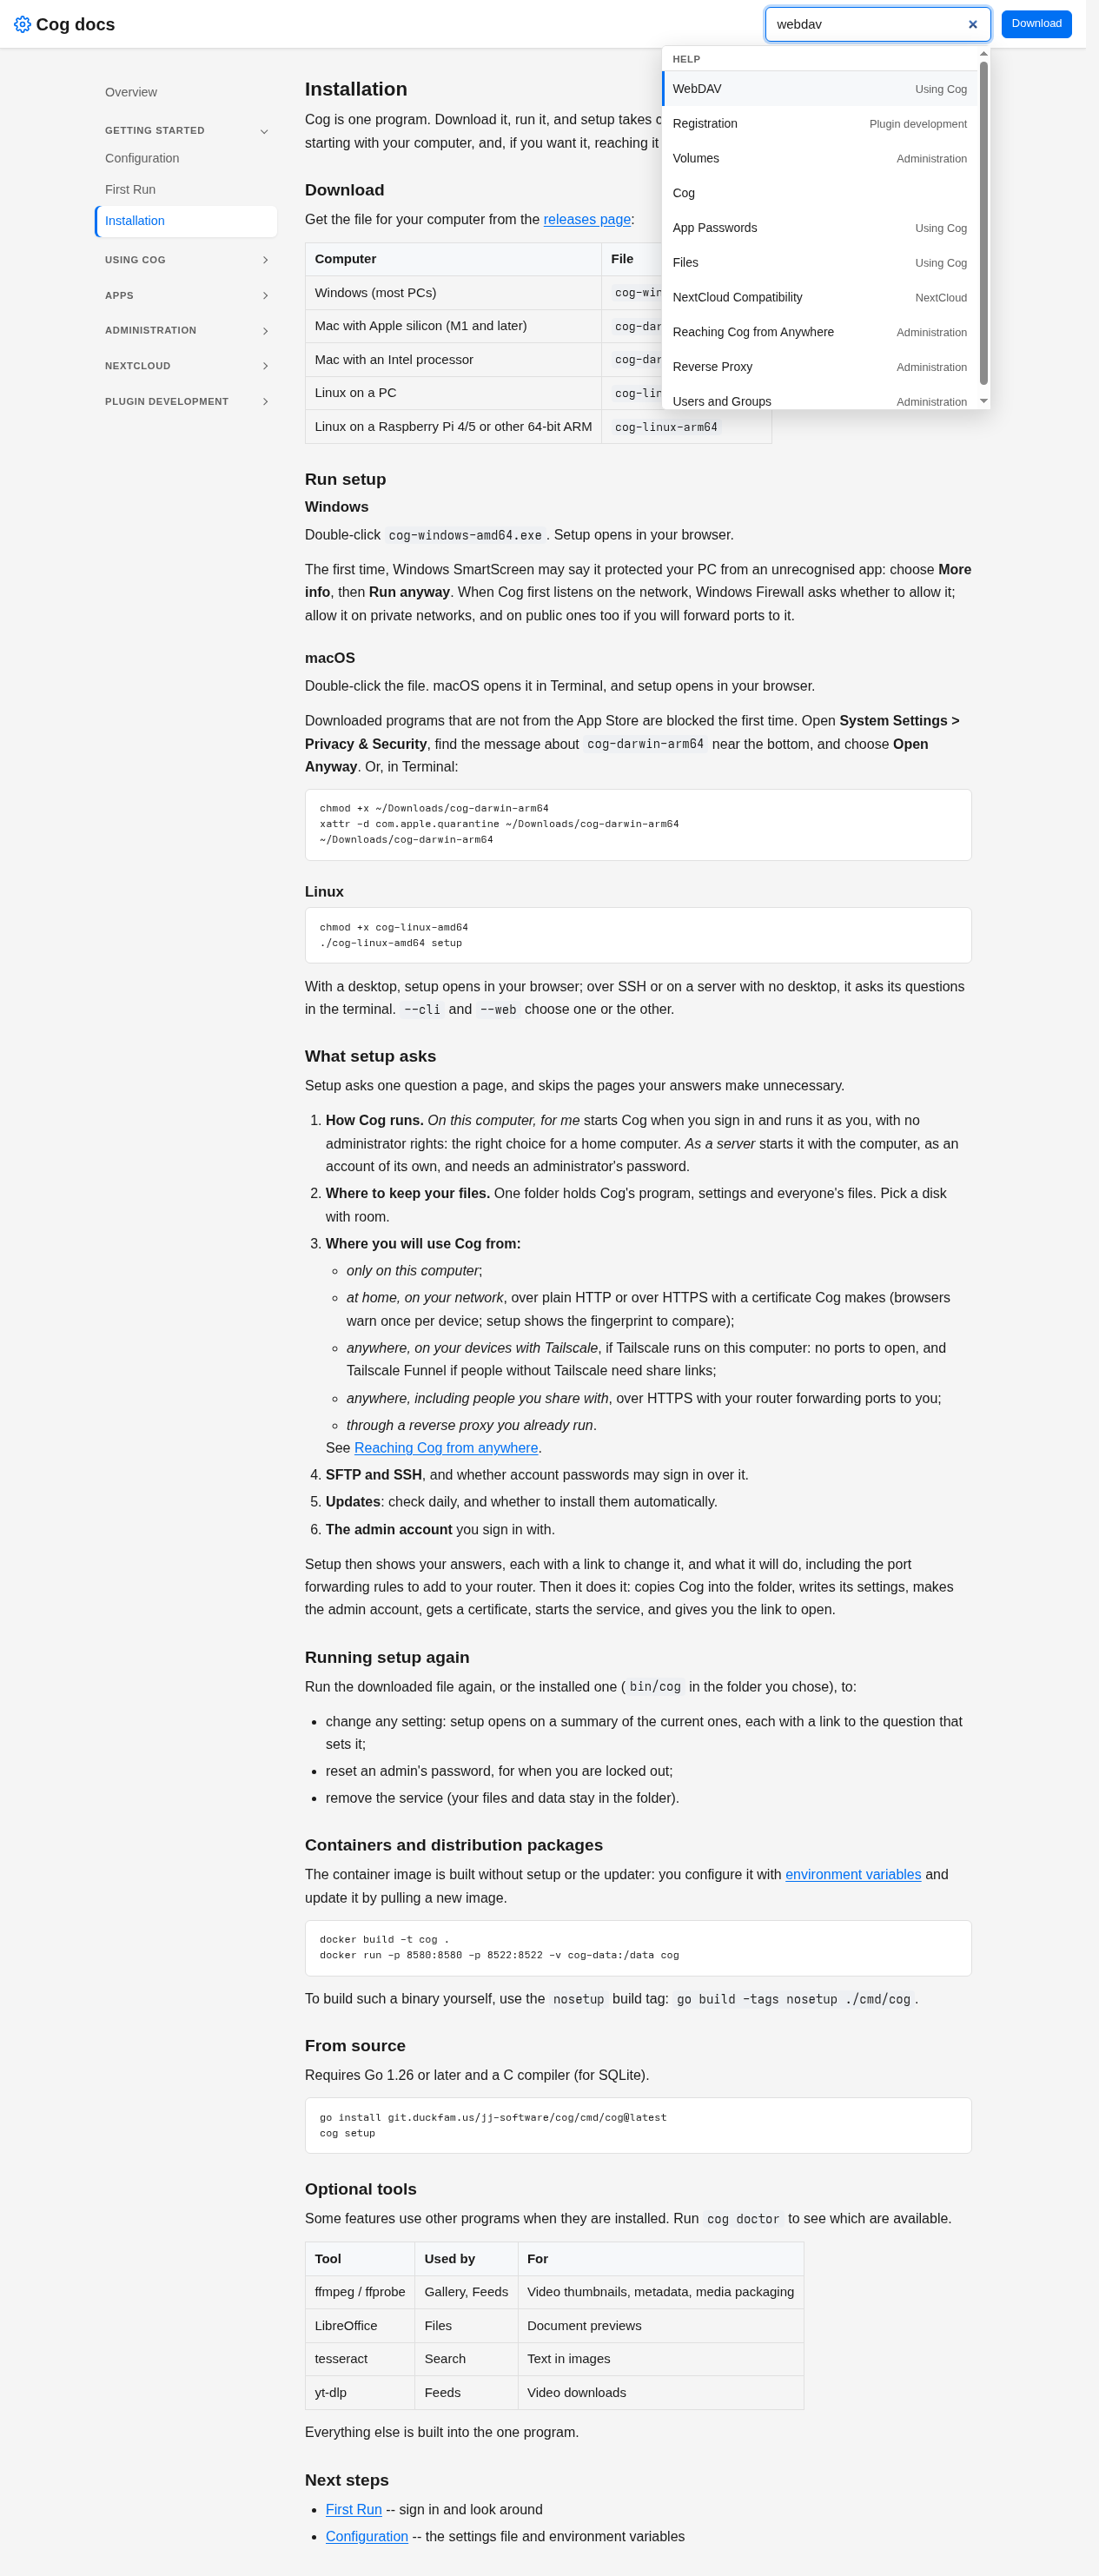 Cog docs
webdav
Download
HELP
WebDAV Using Cog
Registration Plugin development
Volumes Administration
Cog
App Passwords Using Cog
Files Using Cog
NextCloud Compatibility NextCloud
Reaching Cog from Anywhere Administration
Reverse Proxy Administration
Users and Groups Administration
Overview
GETTING STARTED
Configuration
First Run
Installation
USING COG
APPS
ADMINISTRATION
NEXTCLOUD
PLUGIN DEVELOPMENT
Installation
Cog is one program. Download it, run it, and setup takes
starting with your computer, and, if you want it, reaching it
Download
Get the file for your computer from the releases page:
Computer File
Windows (most PCs) cog-win
Mac with Apple silicon (M1 and later) cog-dar
Mac with an Intel processor cog-dar
Linux on a PC cog-lin
Linux on a Raspberry Pi 4/5 or other 64-bit ARM cog-linux-arm64
Run setup
Windows
Double-click cog-windows-amd64.exe. Setup opens in your browser.
The first time, Windows SmartScreen may say it protected your PC from an unrecognised app: choose More
info, then Run anyway. When Cog first listens on the network, Windows Firewall asks whether to allow it;
allow it on private networks, and on public ones too if you will forward ports to it.
macOS
Double-click the file. macOS opens it in Terminal, and setup opens in your browser.
Downloaded programs that are not from the App Store are blocked the first time. Open System Settings >
Privacy & Security, find the message about cog-darwin-arm64 near the bottom, and choose Open
Anyway. Or, in Terminal:
chmod +x ~/Downloads/cog-darwin-arm64
xattr -d com.apple.quarantine ~/Downloads/cog-darwin-arm64
~/Downloads/cog-darwin-arm64
Linux
chmod +x cog-linux-amd64
./cog-linux-amd64 setup
With a desktop, setup opens in your browser; over SSH or on a server with no desktop, it asks its questions
in the terminal. --cli and --web choose one or the other.
What setup asks
Setup asks one question a page, and skips the pages your answers make unnecessary.
1. How Cog runs. On this computer, for me starts Cog when you sign in and runs it as you, with no
administrator rights: the right choice for a home computer. As a server starts it with the computer, as an
account of its own, and needs an administrator's password.
2. Where to keep your files. One folder holds Cog's program, settings and everyone's files. Pick a disk
with room.
3. Where you will use Cog from:
◦ only on this computer;
◦ at home, on your network, over plain HTTP or over HTTPS with a certificate Cog makes (browsers
warn once per device; setup shows the fingerprint to compare);
◦ anywhere, on your devices with Tailscale, if Tailscale runs on this computer: no ports to open, and
Tailscale Funnel if people without Tailscale need share links;
◦ anywhere, including people you share with, over HTTPS with your router forwarding ports to you;
◦ through a reverse proxy you already run.
See Reaching Cog from anywhere.
4. SFTP and SSH, and whether account passwords may sign in over it.
5. Updates: check daily, and whether to install them automatically.
6. The admin account you sign in with.
Setup then shows your answers, each with a link to change it, and what it will do, including the port
forwarding rules to add to your router. Then it does it: copies Cog into the folder, writes its settings, makes
the admin account, gets a certificate, starts the service, and gives you the link to open.
Running setup again
Run the downloaded file again, or the installed one (bin/cog in the folder you chose), to:
• change any setting: setup opens on a summary of the current ones, each with a link to the question that
sets it;
• reset an admin's password, for when you are locked out;
• remove the service (your files and data stay in the folder).
Containers and distribution packages
The container image is built without setup or the updater: you configure it with environment variables and
update it by pulling a new image.
docker build -t cog .
docker run -p 8580:8580 -p 8522:8522 -v cog-data:/data cog
To build such a binary yourself, use the nosetup build tag: go build -tags nosetup ./cmd/cog.
From source
Requires Go 1.26 or later and a C compiler (for SQLite).
go install git.duckfam.us/jj-software/cog/cmd/cog@latest
cog setup
Optional tools
Some features use other programs when they are installed. Run cog doctor to see which are available.
Tool Used by For
ffmpeg / ffprobe Gallery, Feeds Video thumbnails, metadata, media packaging
LibreOffice Files Document previews
tesseract Search Text in images
yt-dlp Feeds Video downloads
Everything else is built into the one program.
Next steps
• First Run -- sign in and look around
• Configuration -- the settings file and environment variables